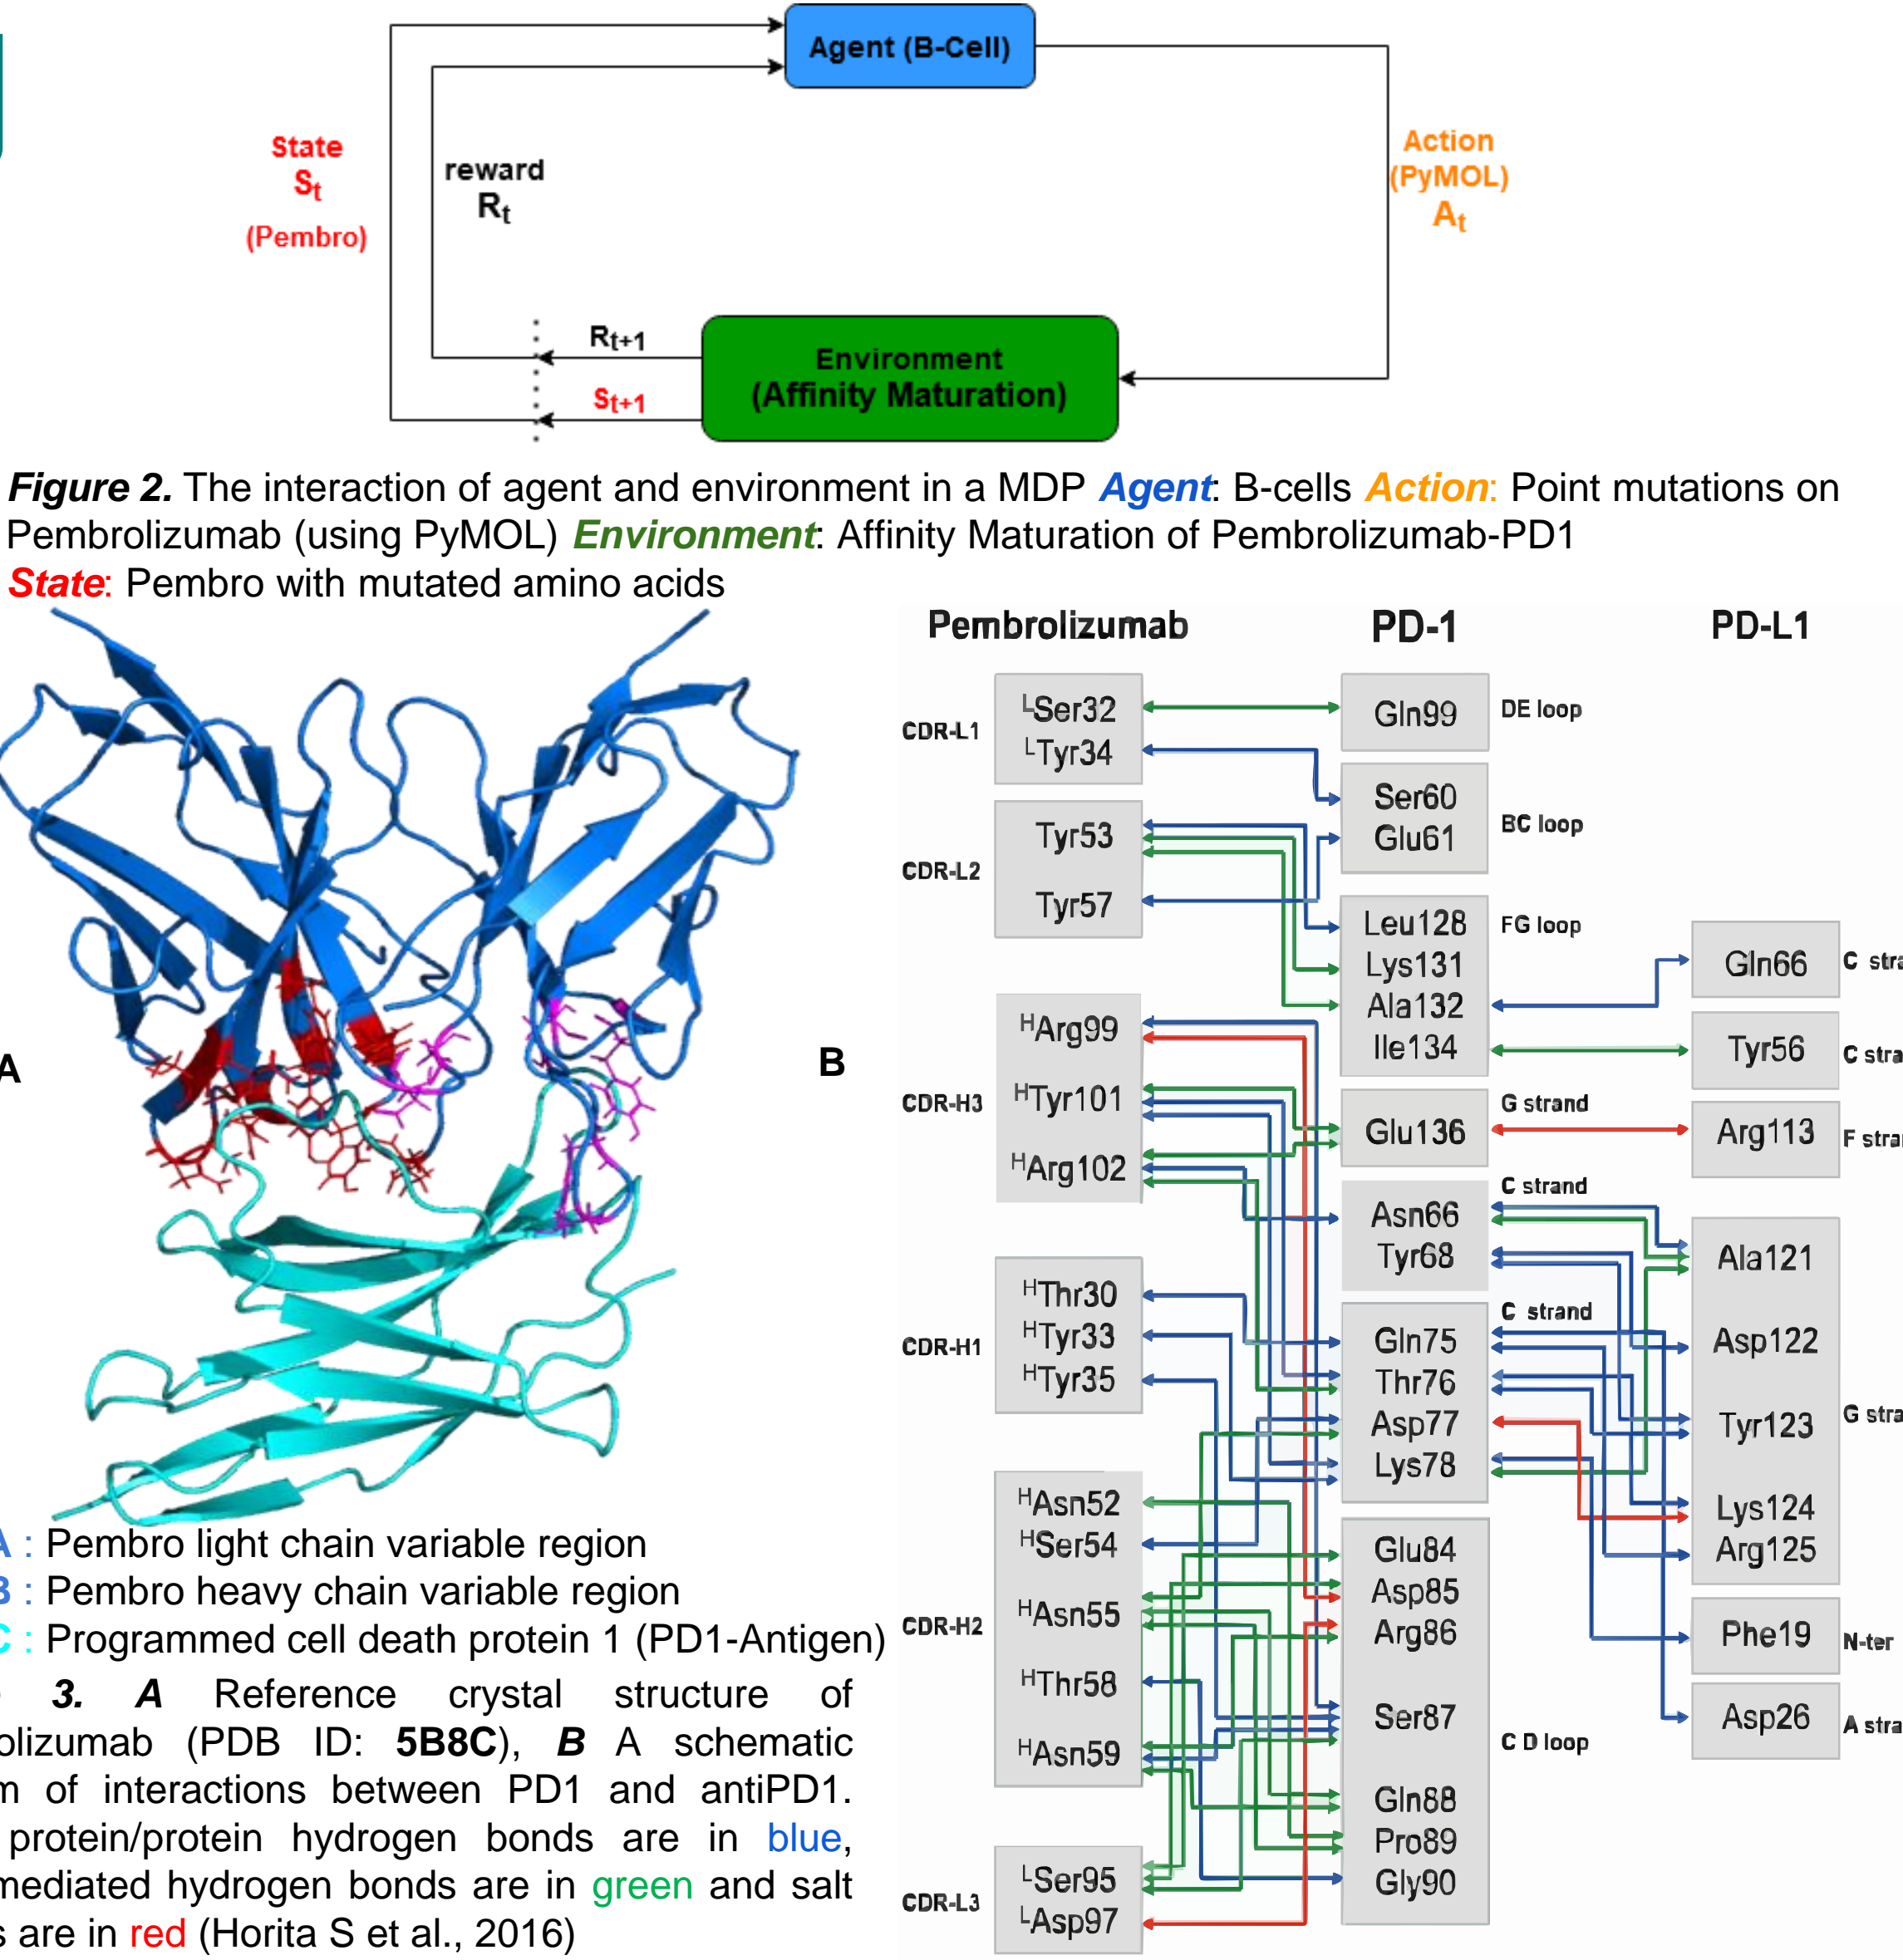 Agent (B-Cell)
State
St
(Pembro)
reward
Rt
Action
(PyMOL)
At
Rt+1
St+1
Environment
(Affinity Maturation)
Figure 2. The interaction of agent and environment in a MDP Agent: B-cells Action: Point mutations on
Pembrolizumab (using PyMOL) Environment: Affinity Maturation of Pembrolizumab-PD1
State: Pembro with mutated amino acids
A
A : Pembro light chain variable region
B : Pembro heavy chain variable region
C : Programmed cell death protein 1 (PD1-Antigen)
3. A Reference crystal structure of
(PDB ID: 5B8C), B A schematic
of interactions between PD1 and antiPD1.
protein/protein hydrogen bonds are in blue,
mediated hydrogen bonds are in green and salt
are in red (Horita S et al., 2016)
B
Pembrolizumab
PD-1
PD-L1
CDR-L1
LSer32
LTyr34
CDR-L2
Tyr53
Tyr57
CDR-H3
HArg99
HTyr101
HArg102
CDR-H1
HThr30
HTyr33
HTyr35
CDR-H2
HAsn52
HSer54
HAsn55
HThr58
HAsn59
CDR-L3
LSer95
LAsp97
Gln99
DE loop
Ser60
Glu61
BC loop
Leu128
Lys131
Ala132
Ile134
FG loop
Glu136
G strand
Asn66
Tyr68
C strand
Gln75
Thr76
Asp77
Lys78
C strand
Glu84
Asp85
Arg86
Ser87
Gln88
Pro89
Gly90
C D loop
Gln66
C
Tyr56
C
Arg113
F
Ala121
Asp122
Tyr123
Lys124
Arg125
G
Phe19
N-ter
Asp26
A